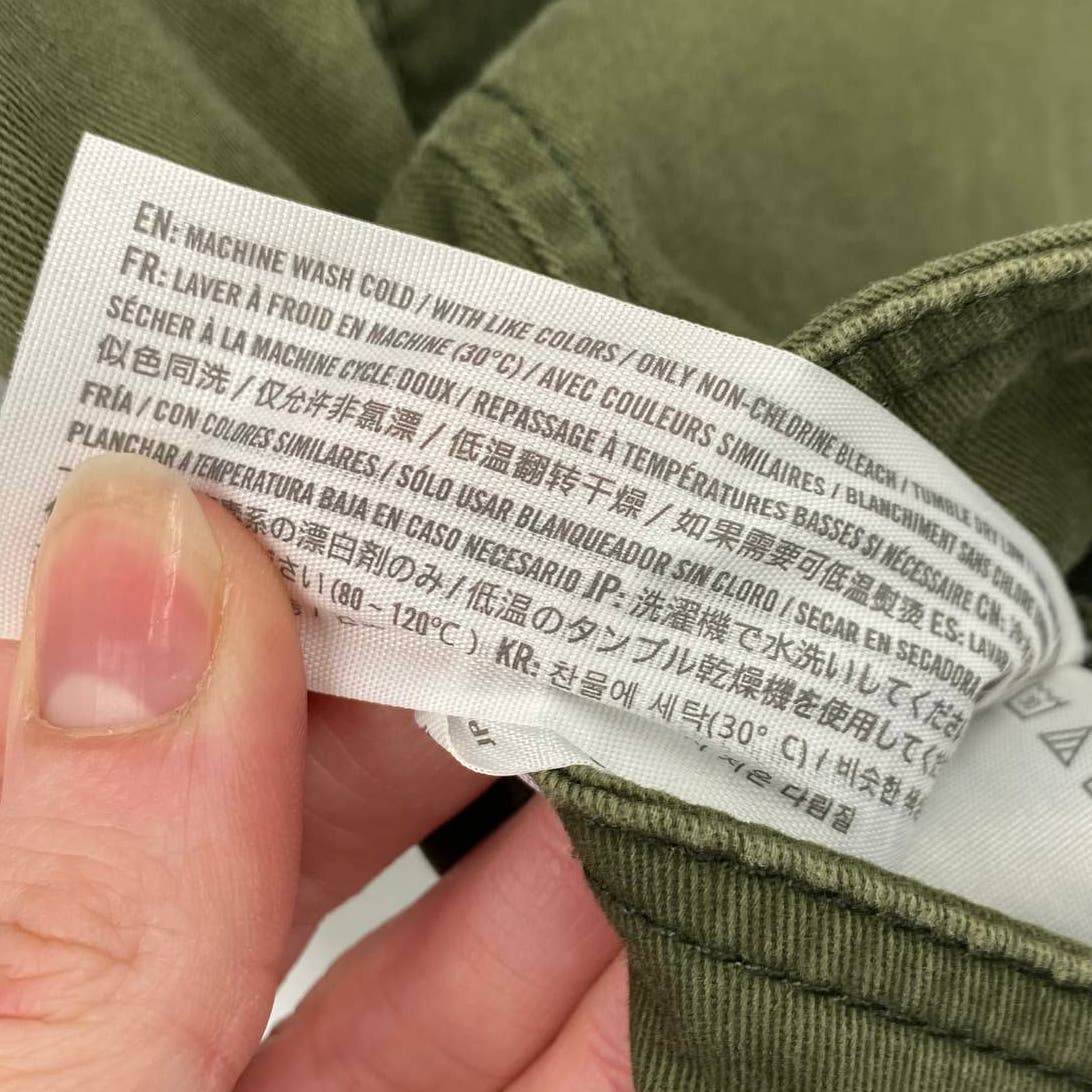 EN: MACHINE WASH COLD / WITH LIKE COLORS / ONLY NON-CHLORINE BLEACH / TUMBLE DRY LOW
FR: LAVER À FROID EN MACHINE (30°C) / AVEC COULEURS SIMILAIRES / BLANCHIMENT SANS CHLORE
SÉCHER À LA MACHINE CYCLE DOUX / REPASSAGE À TEMPÉRATURES BASSES SI NÉCESSAIRE CN:
似色同洗 / 仅允许非氯漂 / 低温翻转干燥 / 如果需要可低温熨烫 ES: LAVAR
FRÍA / CON COLORES SIMILARES / SÓLO USAR BLANQUEADOR SIN CLORO / SECAR EN SECADORA
PLANCHAR A TEMPERATURA BAJA EN CASO NECESARIO JP: 洗濯機で水洗いしてくださ
系の漂白剤のみ / 低温のタンブル乾燥機を使用してくだ
さい (80 ~ 120℃) KR: 찬물에 세탁(30° C) / 비슷한
다림질
JP
30